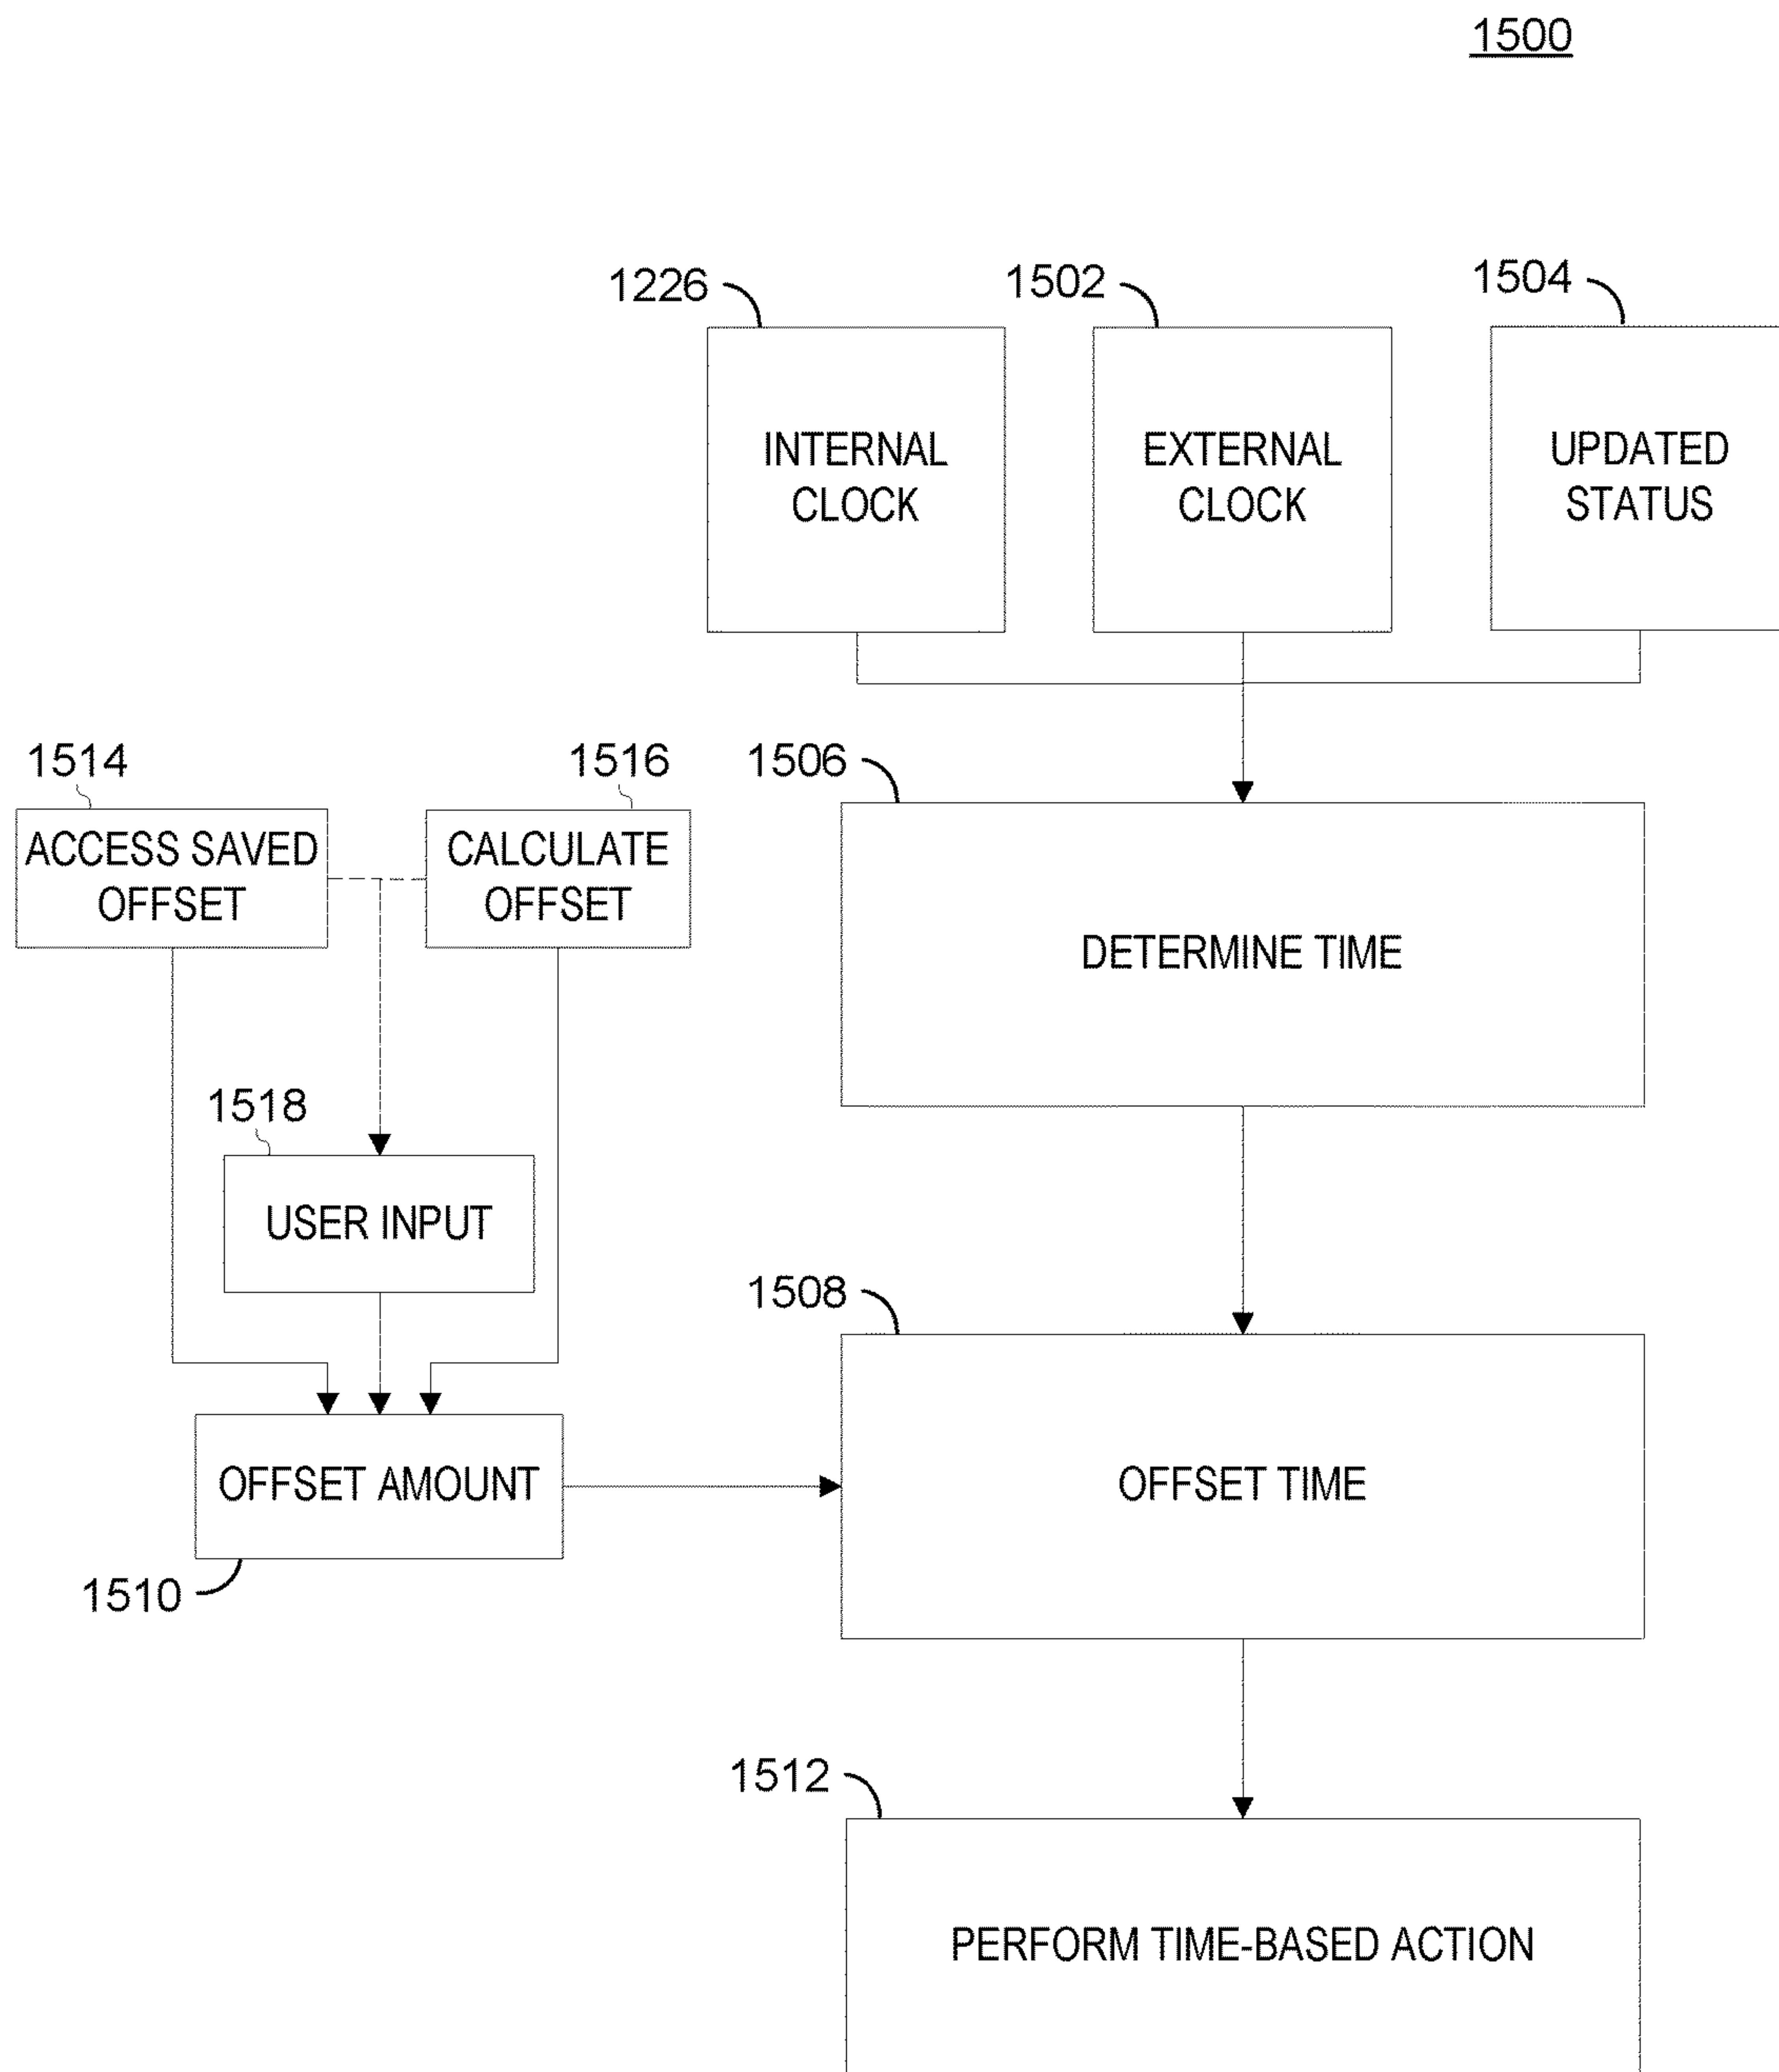 1500
1226
1502
1504
INTERNAL
CLOCK
EXTERNAL
CLOCK
UPDATED
STATUS
1514
1516
1506
ACCESS SAVED
OFFSET
CALCULATE
OFFSET
DETERMINE TIME
1518
USER INPUT
1508
OFFSET AMOUNT
OFFSET TIME
1510
1512
PERFORM TIME-BASED ACTION